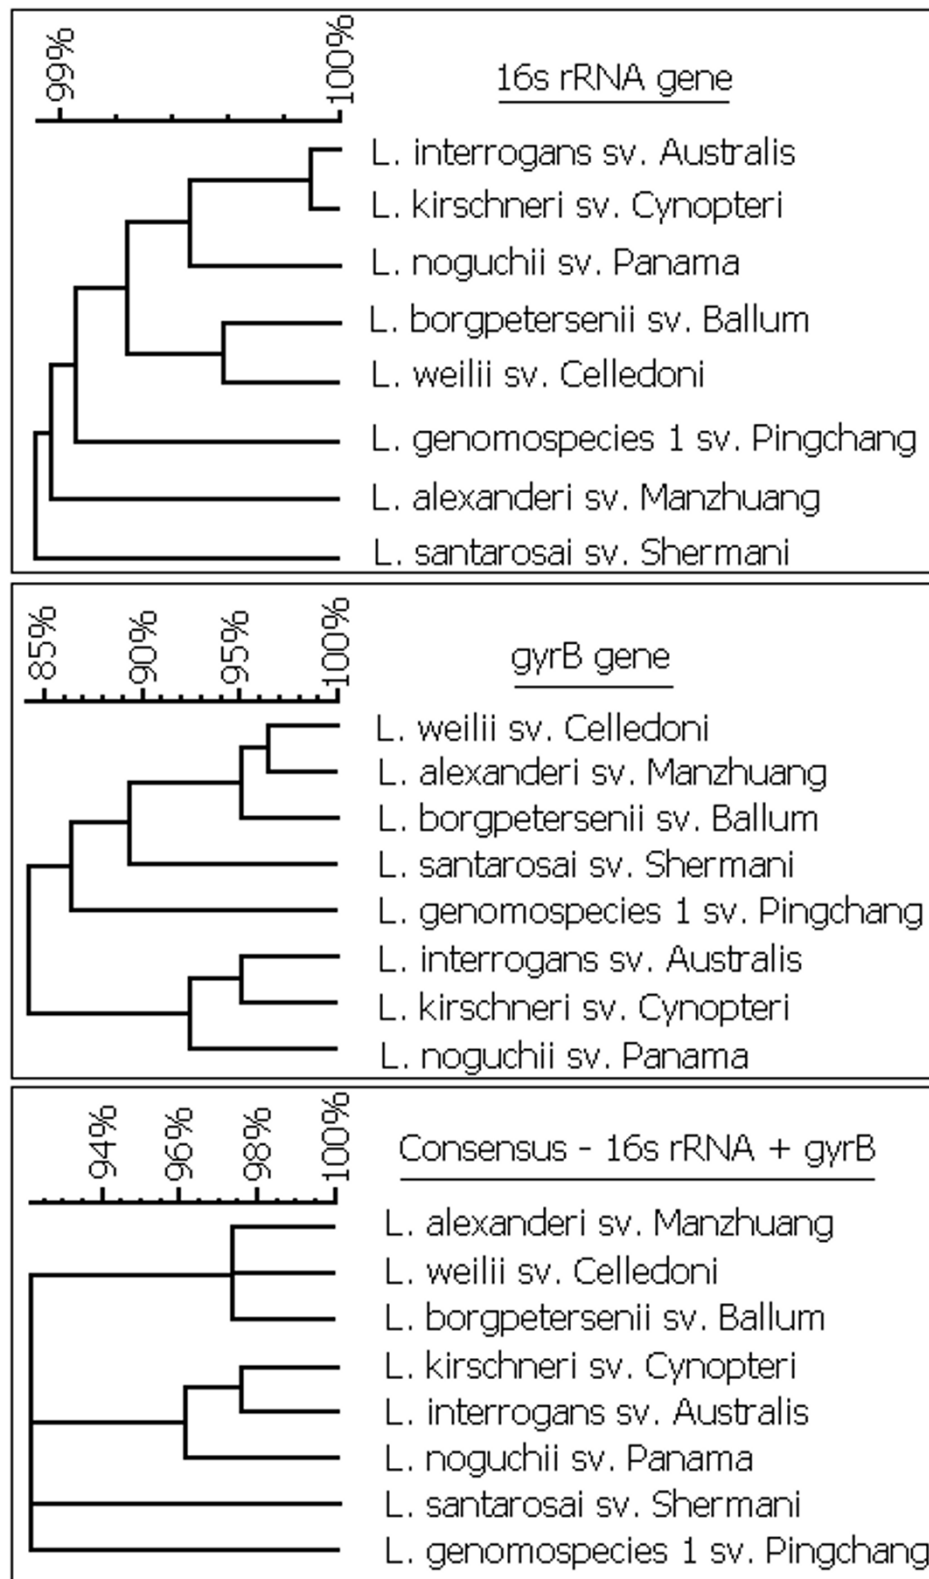 99%
100%
16s rRNA gene
L. interrogans sv. Australis
L. kirschneri sv. Cynopteri
L. noguchii sv. Panama
L. borgpetersenii sv. Ballum
L. weilii sv. Celledoni
L. genomospecies 1 sv. Pingchang
L. alexanderi sv. Manzhuang
L. santarosai sv. Shermani
85%
90%
95%
100%
gyrB gene
L. weilii sv. Celledoni
L. alexanderi sv. Manzhuang
L. borgpetersenii sv. Ballum
L. santarosai sv. Shermani
L. genomospecies 1 sv. Pingchang
L. interrogans sv. Australis
L. kirschneri sv. Cynopteri
L. noguchii sv. Panama
94%
96%
98%
100%
Consensus - 16s rRNA + gyrB
L. alexanderi sv. Manzhuang
L. weilii sv. Celledoni
L. borgpetersenii sv. Ballum
L. kirschneri sv. Cynopteri
L. interrogans sv. Australis
L. noguchii sv. Panama
L. santarosai sv. Shermani
L. genomospecies 1 sv. Pingchang